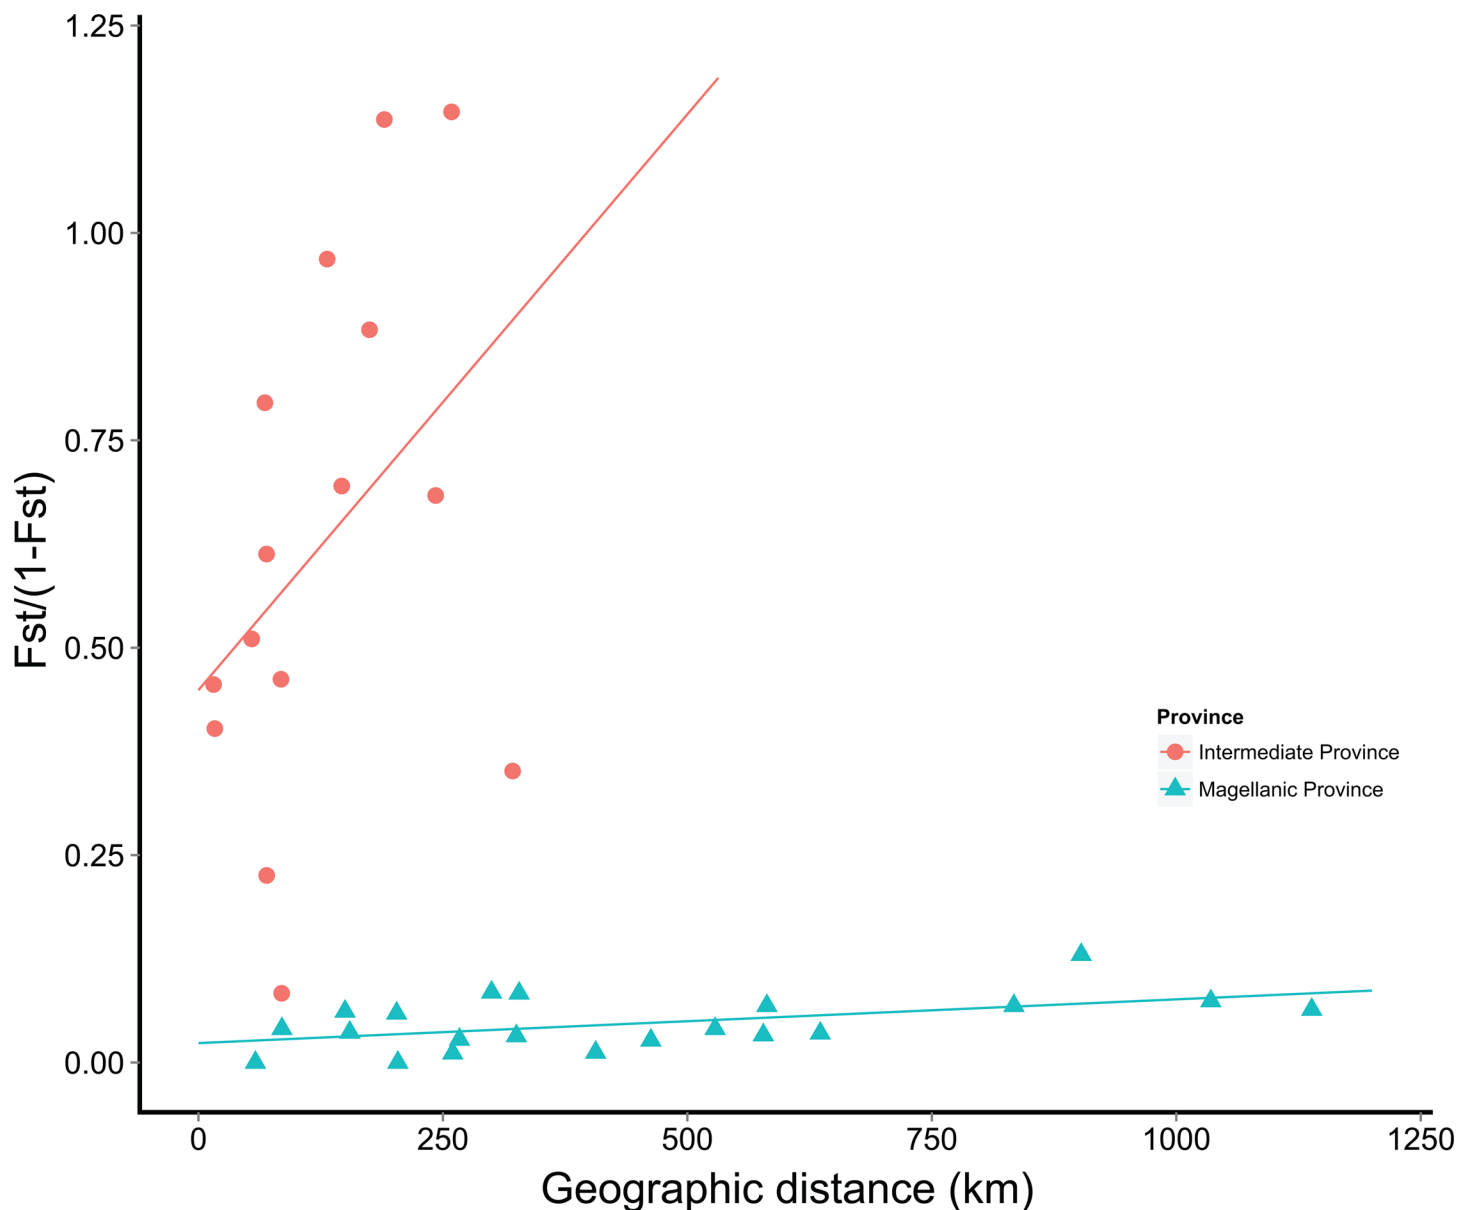 1.25
1.00
0.75
0.50
0.25
0.00
Fst/(1-Fst)
Province
Intermediate Province
Magellanic Province
0 250 500 750 1000 1250
Geographic distance (km)